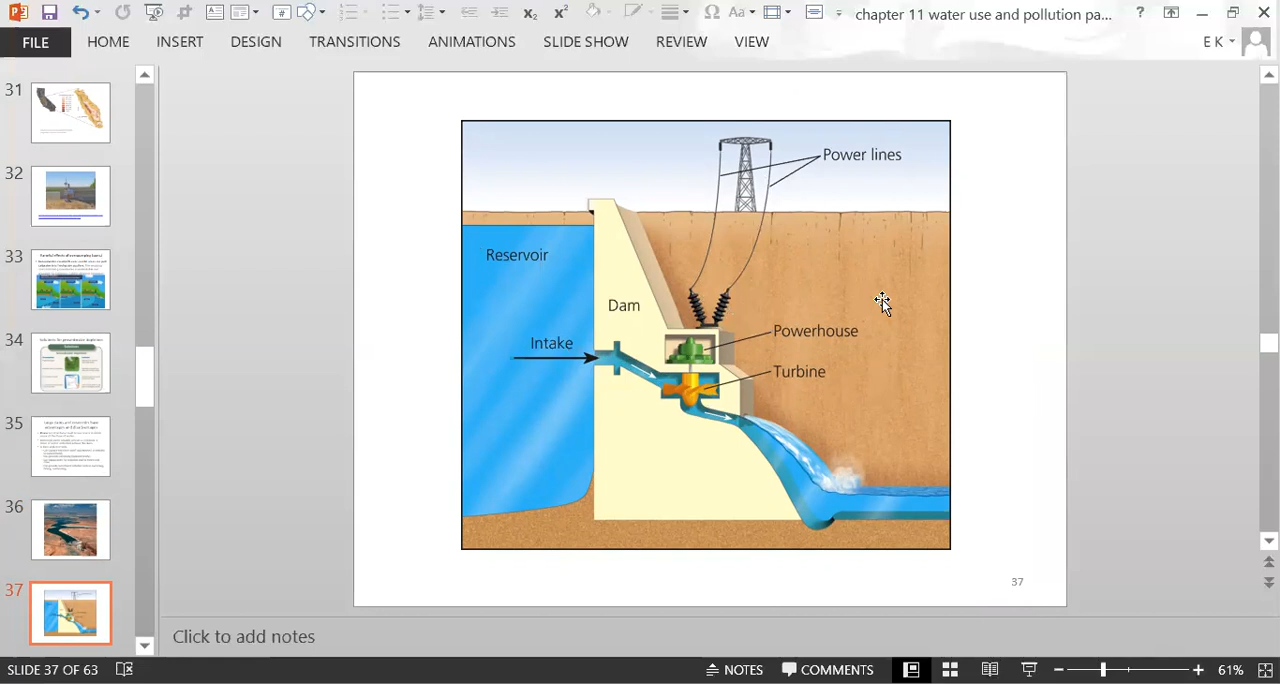 chapter 11 water use and pollution pa...
?
FILE HOME INSERT DESIGN TRANSITIONS ANIMATIONS SLIDE SHOW REVIEW VIEW
E K
31
32
33
34
35
36
37
Power lines
Reservoir
Dam
Intake
Powerhouse
Turbine
37
Click to add notes
SLIDE 37 OF 63
NOTES
COMMENTS
61%